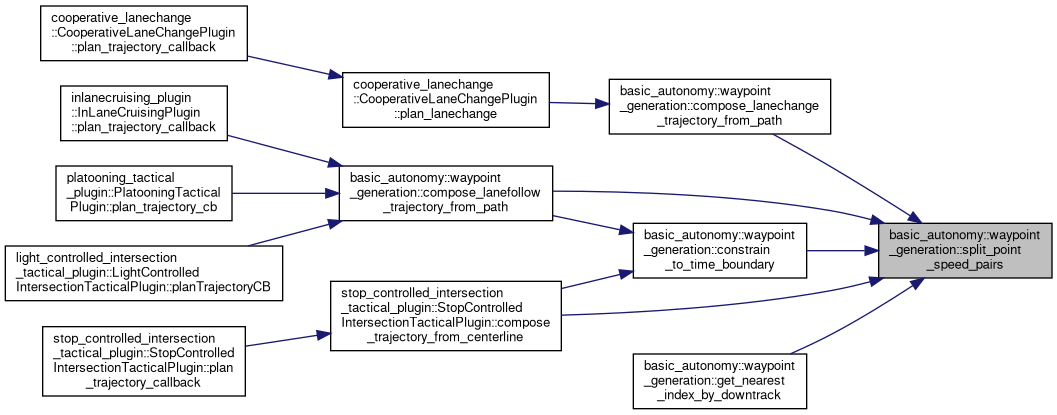 cooperative_lanechange
::CooperativeLaneChangePlugin
::plan_trajectory_callback
inlanecruising_plugin
::InLaneCruisingPlugin
::plan_trajectory_callback
platooning_tactical
_plugin::PlatooningTactical
Plugin::plan_trajectory_cb
light_controlled_intersection
_tactical_plugin::LightControlled
IntersectionTacticalPlugin::planTrajectoryCB
stop_controlled_intersection
_tactical_plugin::StopControlled
IntersectionTacticalPlugin::plan
_trajectory_callback
cooperative_lanechange
::CooperativeLaneChangePlugin
::plan_lanechange
basic_autonomy::waypoint
_generation::compose_lanefollow
_trajectory_from_path
stop_controlled_intersection
_tactical_plugin::StopControlled
IntersectionTacticalPlugin::compose
_trajectory_from_centerline
basic_autonomy::waypoint
_generation::compose_lanechange
_trajectory_from_path
basic_autonomy::waypoint
_generation::constrain
_to_time_boundary
basic_autonomy::waypoint
_generation::get_nearest
_index_by_downtrack
basic_autonomy::waypoint
_generation::split_point
_speed_pairs